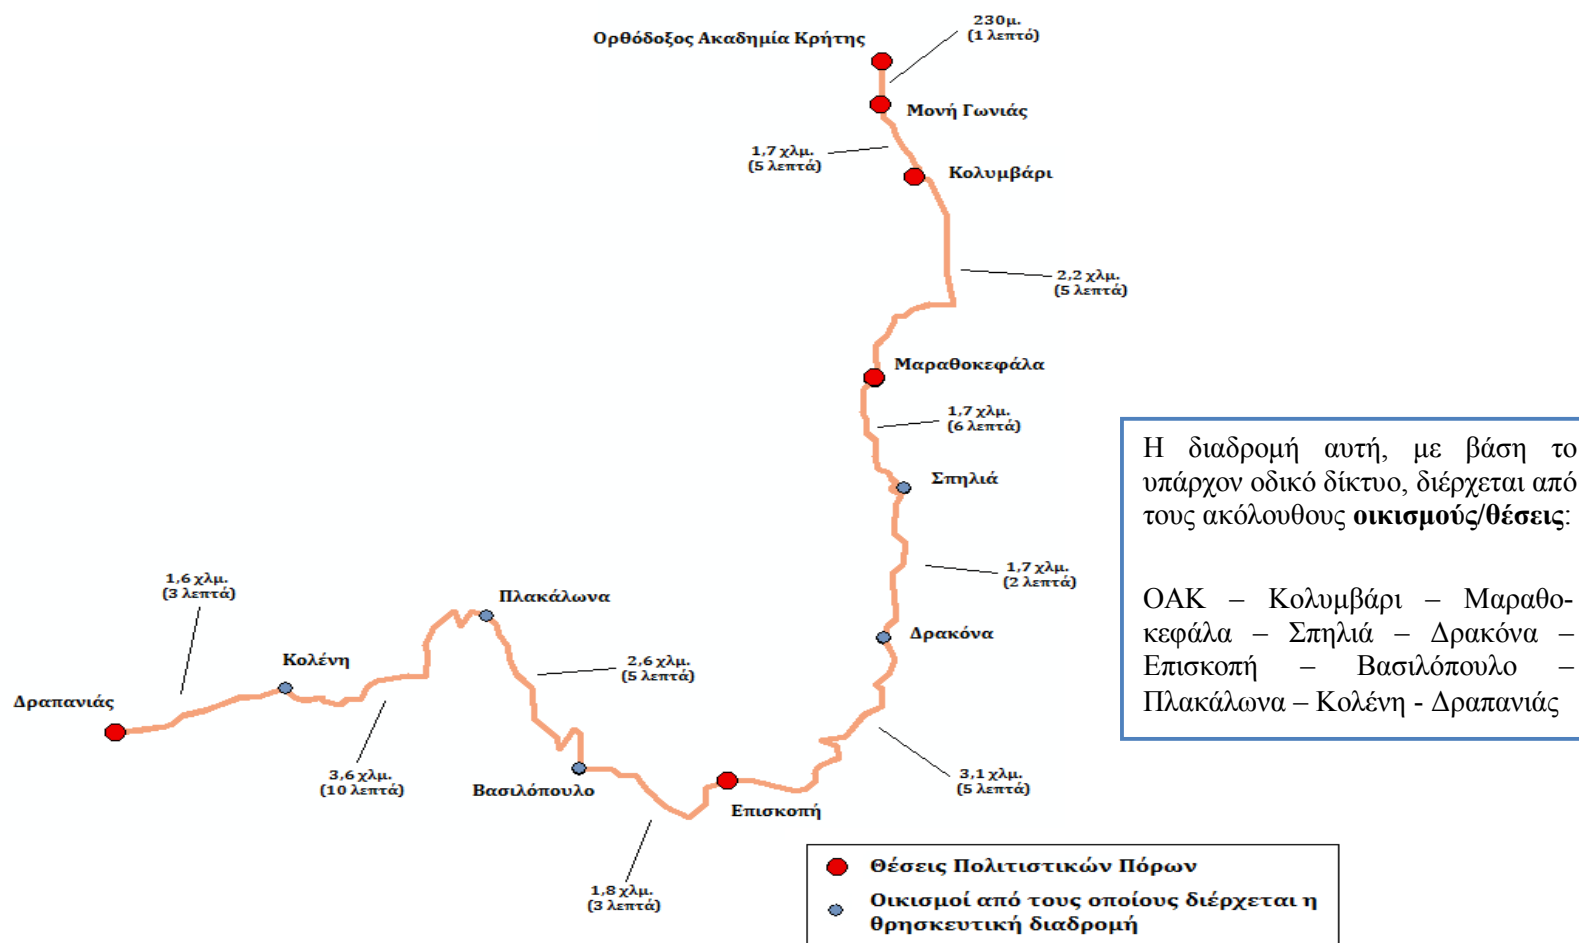 230μ.
(1 λεπτό)
Ορθόδοξος Ακαδημία Κρήτης
Μονή Γωνιάς
1,7 χλμ.
(5 λεπτά)
Κολυμβάρι
2,2 χλμ.
(5 λεπτά)
Μαραθοκεφάλα
1,7 χλμ.
(6 λεπτά)
Σπηλιά
1,7 χλμ.
(2 λεπτά)
Δρακόνα
3,1 χλμ.
(5 λεπτά)
Επισκοπή
1,8 χλμ.
(3 λεπτά)
Βασιλόπουλο
2,6 χλμ.
(5 λεπτά)
Πλακάλωνα
3,6 χλμ.
(10 λεπτά)
Κολένη
1,6 χλμ.
(3 λεπτά)
Δραπανιάς
Η διαδρομή αυτή, με βάση το
υπάρχον οδικό δίκτυο, διέρχεται από
τους ακόλουθους οικισμούς/θέσεις:
ΟΑΚ – Κολυμβάρι – Μαραθο-
κεφάλα – Σπηλιά – Δρακόνα –
Επισκοπή – Βασιλόπουλο –
Πλακάλωνα – Κολένη - Δραπανιάς
Θέσεις Πολιτιστικών Πόρων
Οικισμοί από τους οποίους διέρχεται η
θρησκευτική διαδρομή